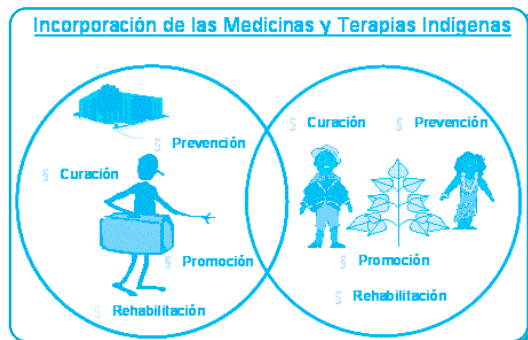 Incorporación de las Medicinas y Terapias Indígenas
§ Prevención
§ Curación
§ Promoción
§ Rehabilitación
§ Curación
§ Prevención
§ Promoción
§ Rehabilitación